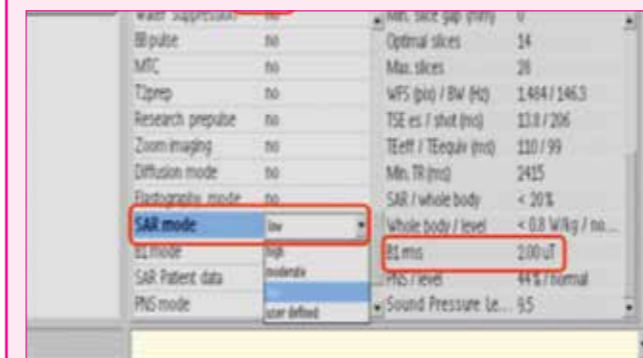 Water Suppression no
BB pulse no
MTC no
T2prep no
Research prepulse no
Zoom imaging no
Diffusion mode no
Elastography mode no
SAR mode low
B1 mode high
SAR Patient data moderate
PNS mode user defined
Min. slice gap (mm) 0
Optimal slices 14
Max. slices 28
WFS (pix) / BW (Hz) 1.484 / 146.3
TSE es / shot (ms) 13.8 / 206
TEeff / TEequiv (ms) 110 / 99
Min. TR (ms) 2415
SAR / whole body < 20 %
Whole body / level < 0.8 W/kg / no...
B1 rms 2.00 uT
PNS / level 44 % / normal
Sound Pressure Le... 9.5